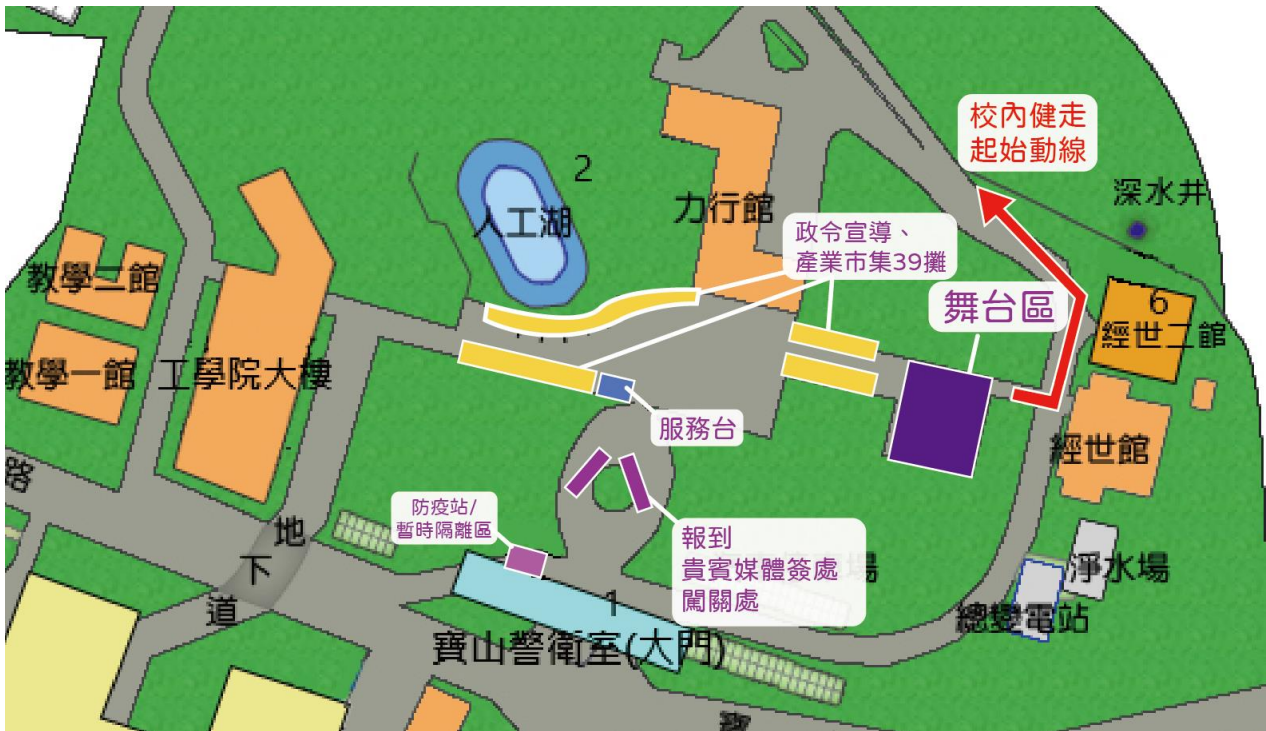 校內健走
起始動線
深水井
2
人工湖
力行館
政令宣導、
產業市集39攤
教學二館
舞台區
6
經世二館
教學一館
工學院大樓
服務台
經世館
路
防疫站/
暫時隔離區
地
下
道
報到
貴賓媒體簽處
闖關處
場
淨水場
1
總變電站
寶山警衛室(大門)